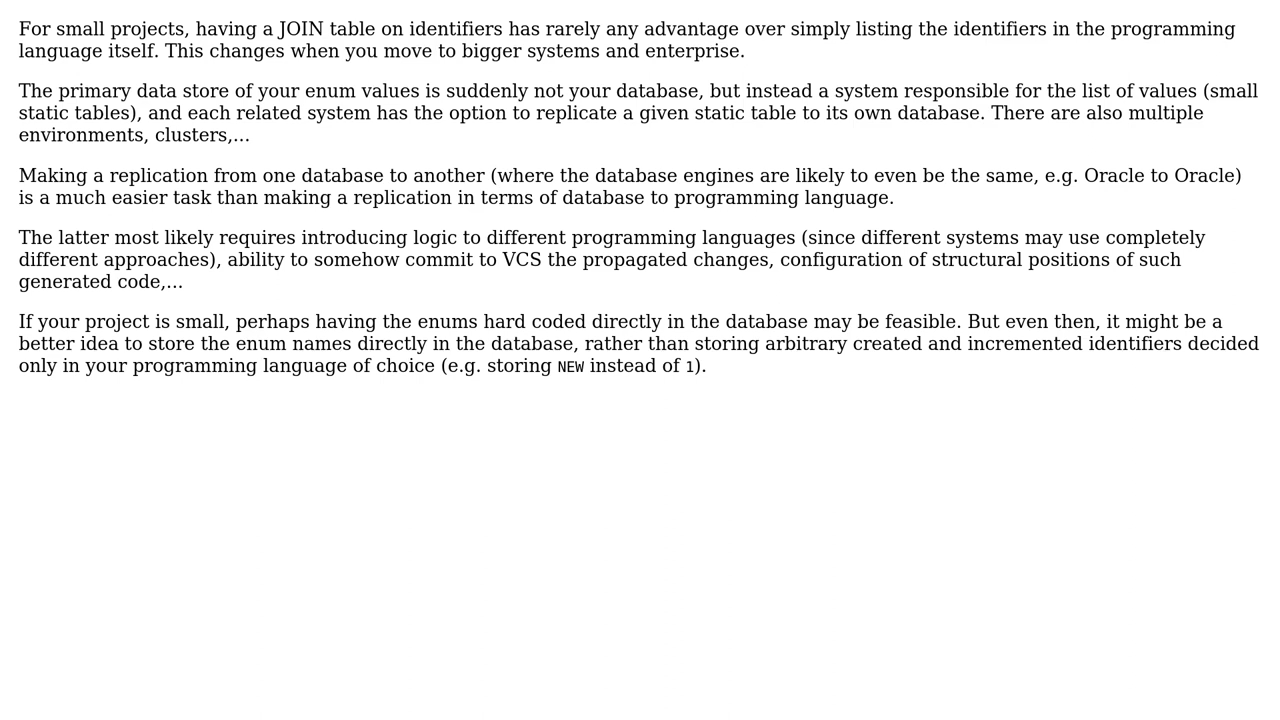 For small projects, having a JOIN table on identifiers has rarely any advantage over simply listing the identifiers in the programming
language itself. This changes when you move to bigger systems and enterprise.
The primary data store of your enum values is suddenly not your database, but instead a system responsible for the list of values (small
static tables), and each related system has the option to replicate a given static table to its own database. There are also multiple
environments, clusters,...
Making a replication from one database to another (where the database engines are likely to even be the same, e.g. Oracle to Oracle)
is a much easier task than making a replication in terms of database to programming language.
The latter most likely requires introducing logic to different programming languages (since different systems may use completely
different approaches), ability to somehow commit to VCS the propagated changes, configuration of structural positions of such
generated code,...
If your project is small, perhaps having the enums hard coded directly in the database may be feasible. But even then, it might be a
better idea to store the enum names directly in the database, rather than storing arbitrary created and incremented identifiers decided
only in your programming language of choice (e.g. storing NEW instead of 1).